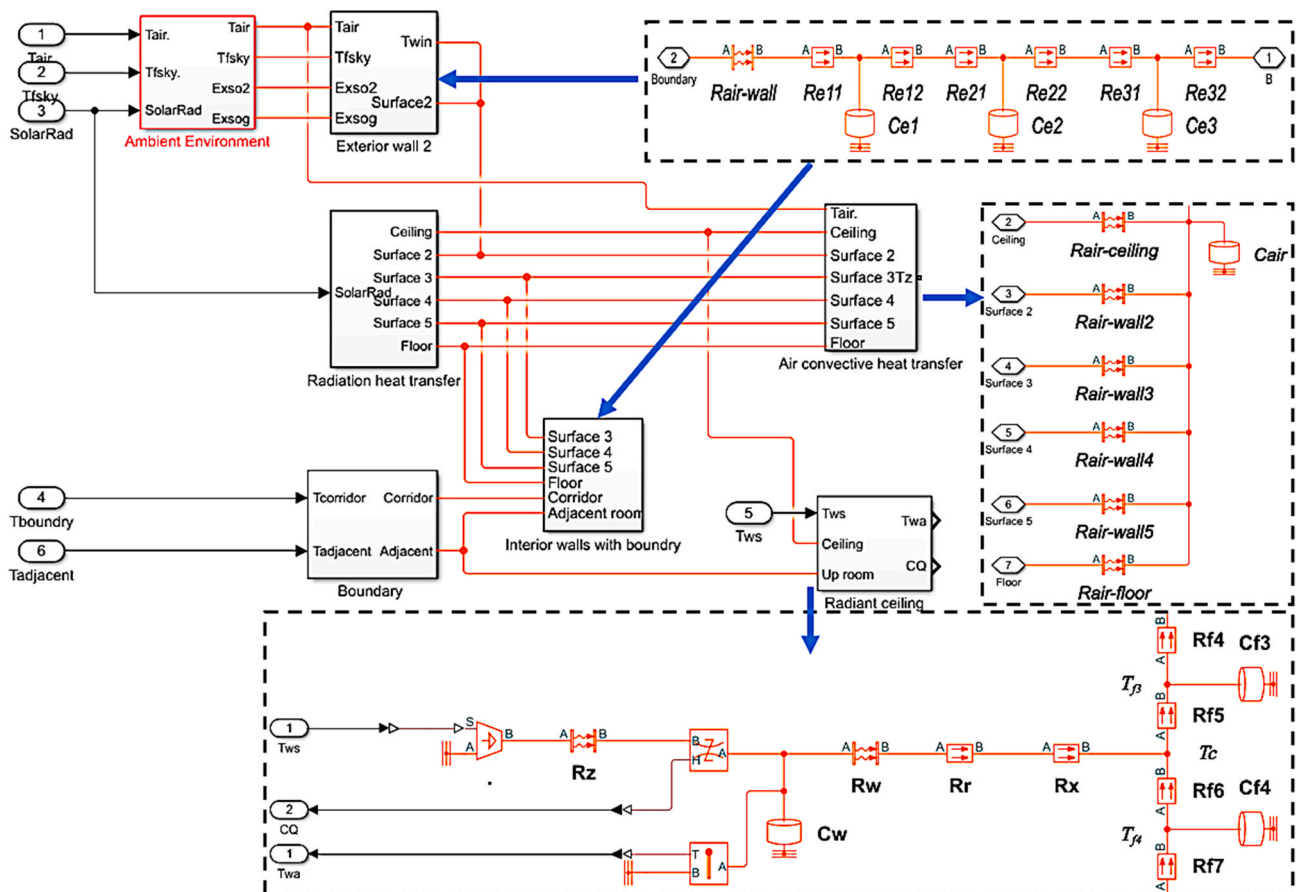 1
Tair
2
Tfsky
3
SolarRad
Tair.
Tfsky.
SolarRad
Tair
Tfsky
Exso2
Exsog
Ambient Environment
Tair
Tfsky
Exso2
Exsog
Twin
Surface2
Exterior wall 2
2
Boundary
A B A B A B A B A B A B A B
1
B
Rair-wall Re11 Re12 Re21 Re22 Re31 Re32
Ce1 Ce2 Ce3
SolarRad
Ceiling
Surface 2
Surface 3
Surface 4
Surface 5
Floor
Radiation heat transfer
Tair.
Ceiling
Surface 2
Surface 3Tz
Surface 4
Surface 5
Floor
Air convective heat transfer
2
Ceiling
A B
Rair-ceiling
Cair
3
Surface 2
A B
Rair-wall2
4
Surface 3
A B
Rair-wall3
5
Surface 4
A B
Rair-wall4
6
Surface 5
A B
Rair-wall5
7
Floor
A B
Rair-floor
Surface 3
Surface 4
Surface 5
Floor
Corridor
Adjacent room
Interior walls with boundry
4
Tboundry
6
Tadjacent
Tcorridor
Tadjacent
Corridor
Adjacent
Boundary
5
Tws
Tws
Ceiling
Up room
Twa
CQ
Radiant ceiling
1
Tws
S
A
B
A B
Rz
B
H
A
2
CQ
1
Twa
T
B
A
Cw
A B
Rw
A B
Rr
A B
Rx
B
A
Rf4
Cf3
Tf3
B
A
Rf5
Tc
B
A
Rf6
Cf4
Tf4
B
A
Rf7